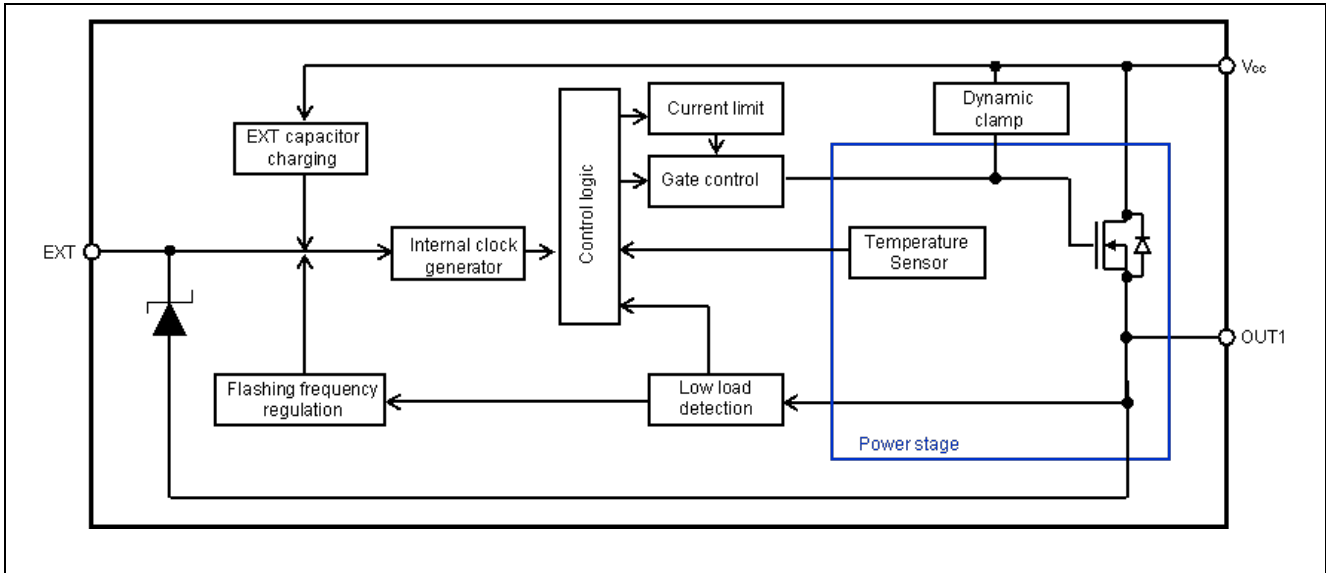 Vcc
Current limit
Dynamic
clamp
EXT capacitor
charging
Control logic
Gate control
EXT
Internal clock
generator
Temperature
Sensor
OUT1
Flashing frequency
regulation
Low load
detection
Power stage